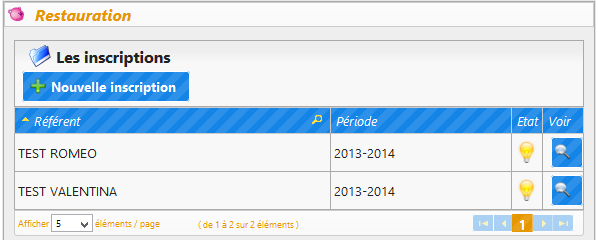 Restauration
Les inscriptions
Nouvelle inscription
Référent Période Etat Voir
TEST ROMEO 2013-2014
TEST VALENTINA 2013-2014
Afficher 5 éléments / page ( de 1 à 2 sur 2 éléments ) 1